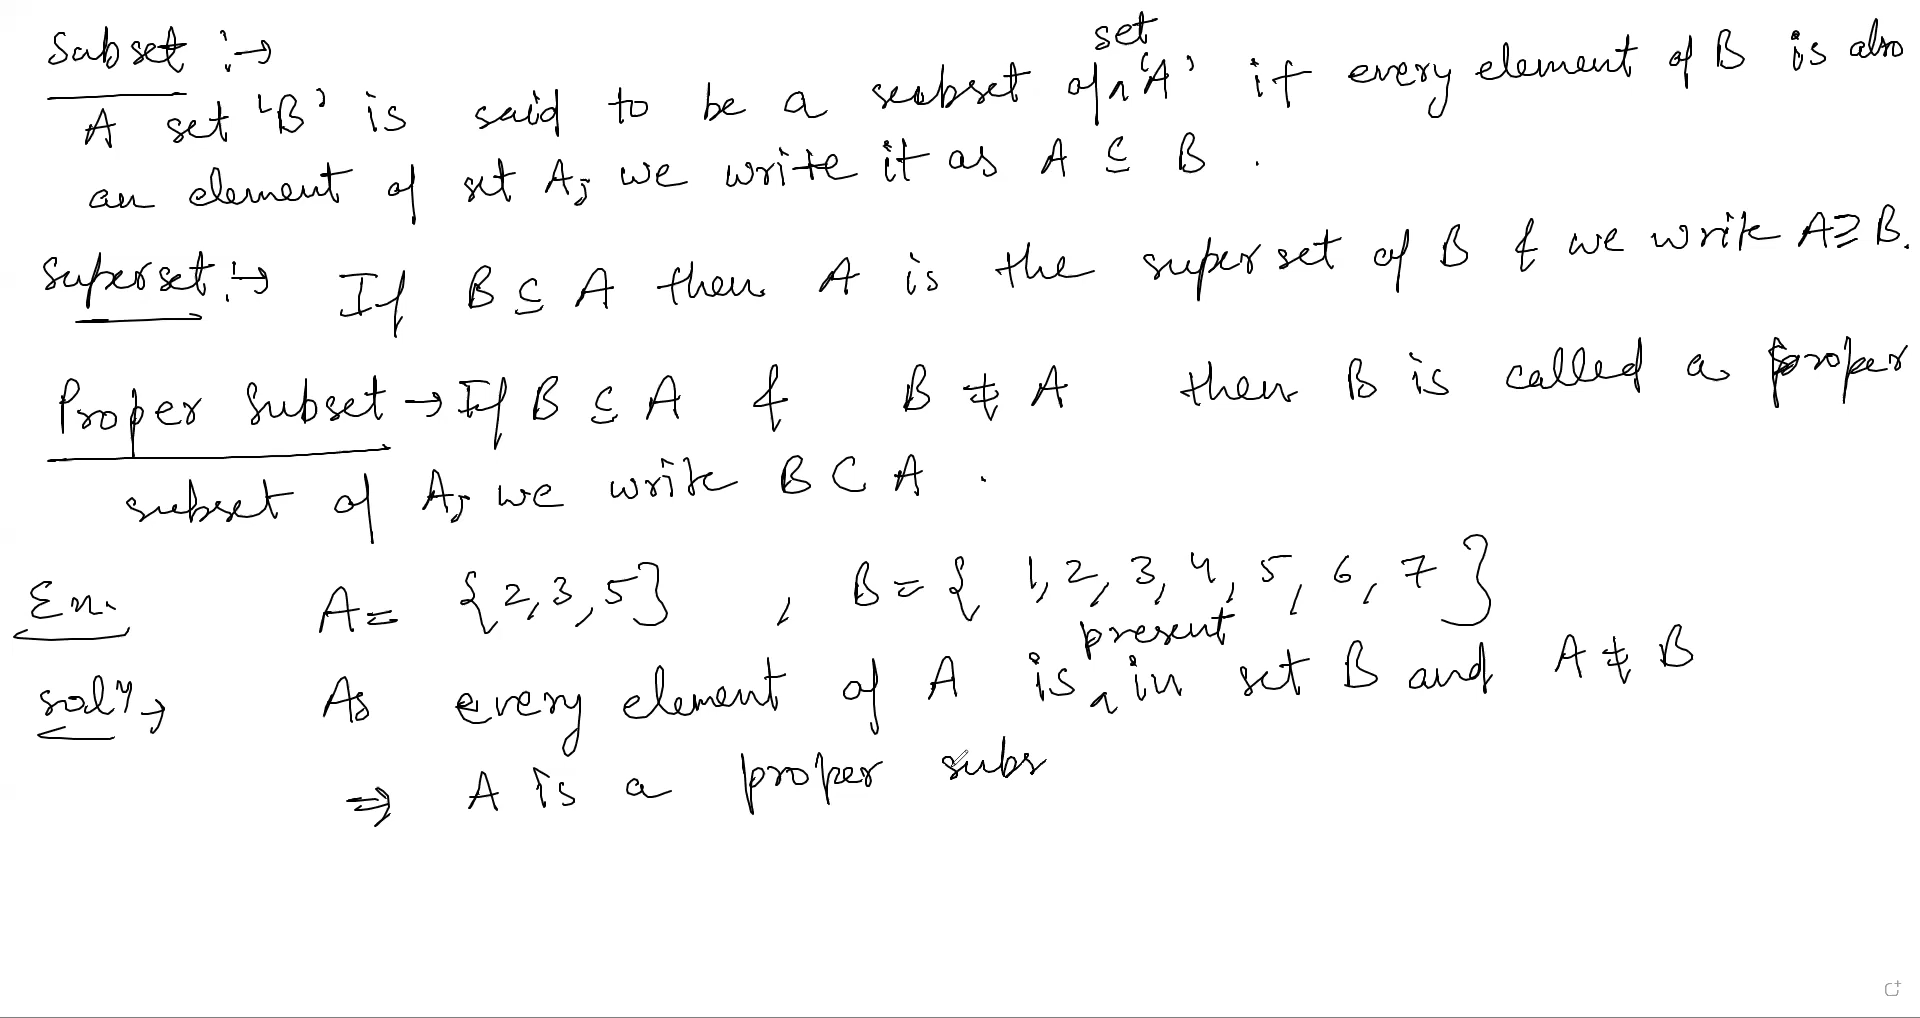 Subset :→
A set 'B' is said to be a subset of set 'A' if every element of B is also
an element of set A; we write it as A ⊆ B .
Superset :→ If B ⊆ A then A is the superset of B & we write A ⊇ B.
Proper Subset → If B ⊆ A & B ≠ A then B is called a proper
subset of A; we write B ⊂ A .
Ex. A = {2,3,5} , B = { 1, 2, 3, 4, 5, 6, 7 }
solⁿ → As every element of A is present in set B and A ≠ B
⇒ A is a proper subs